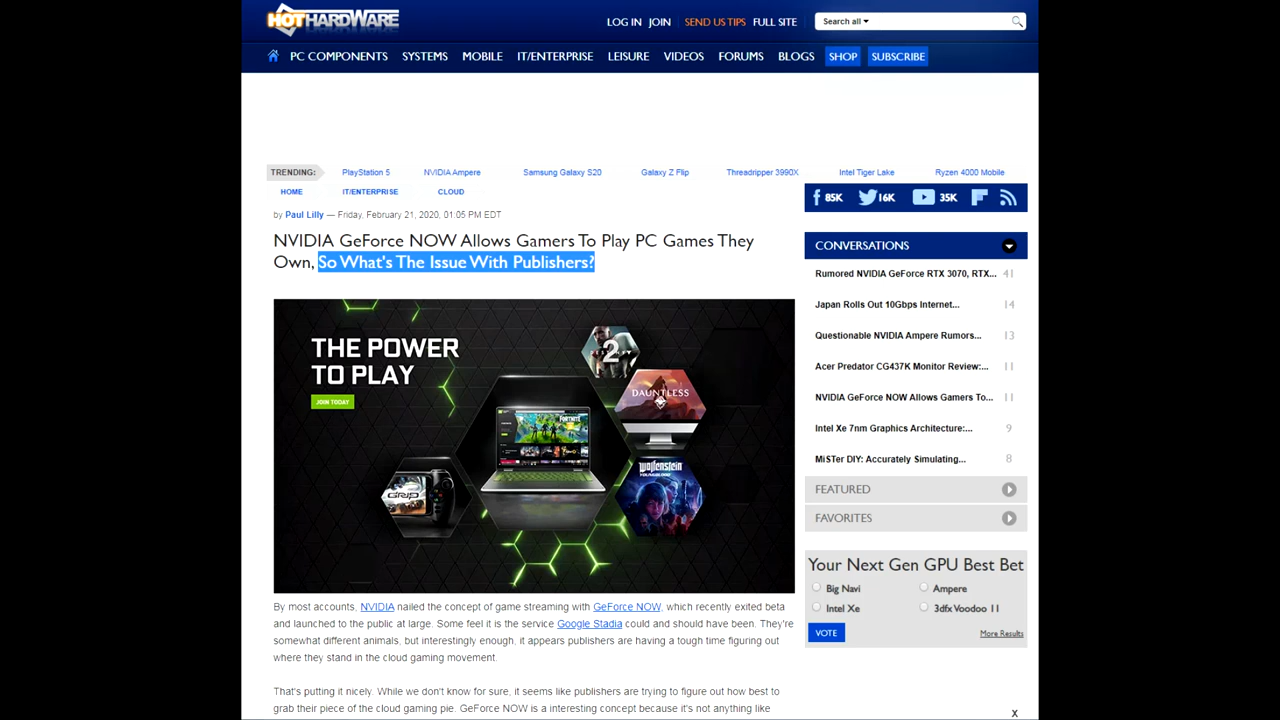 HOTHARDWARE
LOG IN JOIN SEND US TIPS FULL SITE
Search all
PC COMPONENTS SYSTEMS MOBILE IT/ENTERPRISE LEISURE VIDEOS FORUMS BLOGS SHOP SUBSCRIBE
TRENDING: PlayStation 5 NVIDIA Ampere Samsung Galaxy S20 Galaxy Z Flip Threadripper 3990X Intel Tiger Lake Ryzen 4000 Mobile
HOME IT/ENTERPRISE CLOUD
85K 16K 35K
by Paul Lilly — Friday, February 21, 2020, 01:05 PM EDT
NVIDIA GeForce NOW Allows Gamers To Play PC Games They
Own, So What's The Issue With Publishers?
THE POWER
TO PLAY
JOIN TODAY
2
DAUNTLESS
FORTNITE
Wolfenstein
YOUNGBLOOD
GRIP
By most accounts, NVIDIA nailed the concept of game streaming with GeForce NOW, which recently exited beta
and launched to the public at large. Some feel it is the service Google Stadia could and should have been. They're
somewhat different animals, but interestingly enough, it appears publishers are having a tough time figuring out
where they stand in the cloud gaming movement.
That's putting it nicely. While we don't know for sure, it seems like publishers are trying to figure out how best to
grab their piece of the cloud gaming pie. GeForce NOW is a interesting concept because it's not anything like
CONVERSATIONS
Rumored NVIDIA GeForce RTX 3070, RTX... 41
Japan Rolls Out 10Gbps Internet... 14
Questionable NVIDIA Ampere Rumors... 13
Acer Predator CG437K Monitor Review:... 11
NVIDIA GeForce NOW Allows Gamers To... 11
Intel Xe 7nm Graphics Architecture:... 9
MiSTer DIY: Accurately Simulating... 8
FEATURED
FAVORITES
Your Next Gen GPU Best Bet
Big Navi Ampere
Intel Xe 3dfx Voodoo 11
VOTE More Results
X